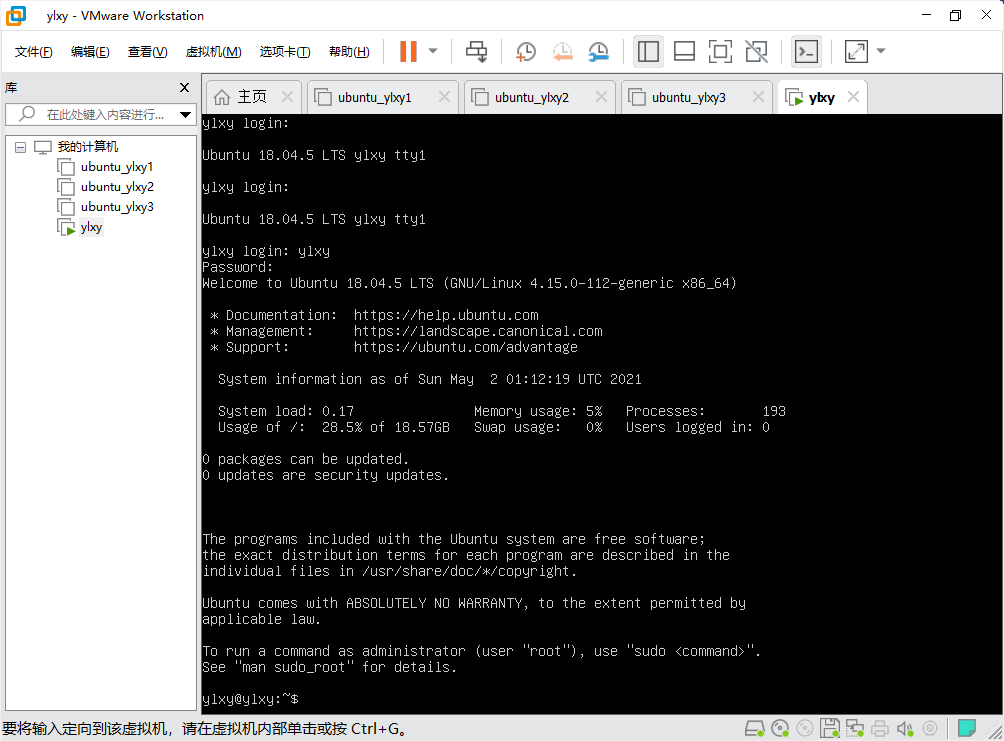 ylxy - VMware Workstation
文件(F) 编辑(E) 查看(V) 虚拟机(M) 选项卡(T) 帮助(H)
库
在此处键入内容进行...
我的计算机
ubuntu_ylxy1
ubuntu_ylxy2
ubuntu_ylxy3
ylxy
主页 ubuntu_ylxy1 ubuntu_ylxy2 ubuntu_ylxy3 ylxy
ylxy login:
Ubuntu 18.04.5 LTS ylxy tty1
ylxy login:
Ubuntu 18.04.5 LTS ylxy tty1
ylxy login: ylxy
Password:
Welcome to Ubuntu 18.04.5 LTS (GNU/Linux 4.15.0-112-generic x86_64)
* Documentation: https://help.ubuntu.com
* Management: https://landscape.canonical.com
* Support: https://ubuntu.com/advantage
System information as of Sun May 2 01:12:19 UTC 2021
System load: 0.17 Memory usage: 5% Processes: 193
Usage of /: 28.5% of 18.57GB Swap usage: 0% Users logged in: 0
0 packages can be updated.
0 updates are security updates.
The programs included with the Ubuntu system are free software;
the exact distribution terms for each program are described in the
individual files in /usr/share/doc/*/copyright.
Ubuntu comes with ABSOLUTELY NO WARRANTY, to the extent permitted by
applicable law.
To run a command as administrator (user "root"), use "sudo <command>".
See "man sudo_root" for details.
ylxy@ylxy:~$
要将输入定向到该虚拟机，请在虚拟机内部单击或按 Ctrl+G。